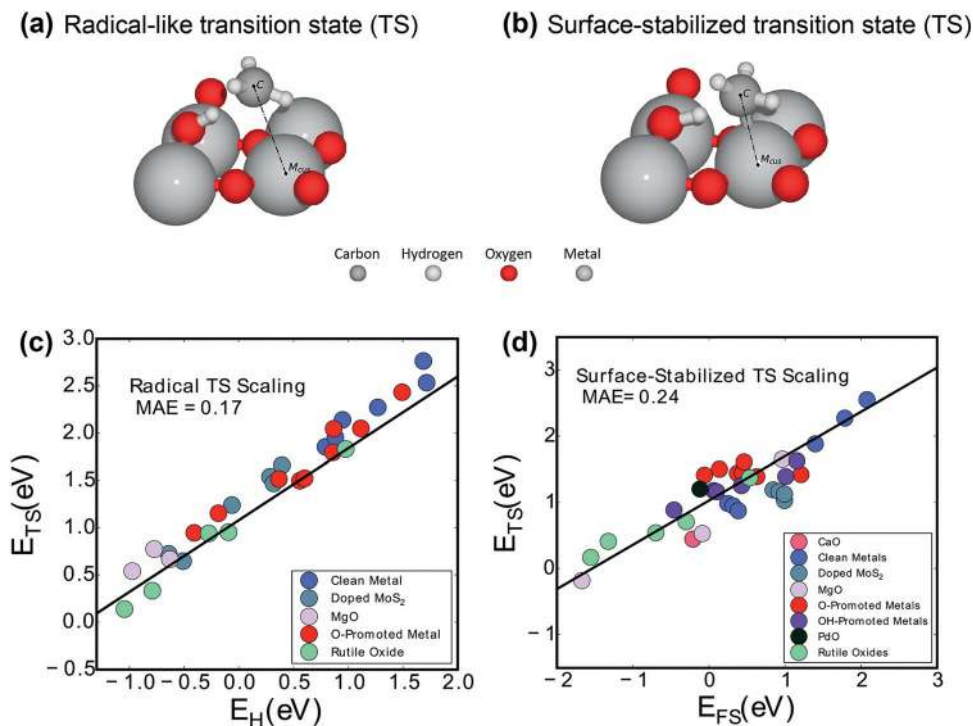 (a) Radical-like transition state (TS)
(b) Surface-stabilized transition state (TS)
C
M_cus
C
M_cus
Carbon Hydrogen Oxygen Metal
(c)
Radical TS Scaling
MAE = 0.17
E_TS(eV)
3.0
2.5
2.0
1.5
1.0
0.5
0.0
−0.5
−1.0 −0.5 0.0 0.5 1.0 1.5 2.0
E_H(eV)
Clean Metal
Doped MoS₂
MgO
O-Promoted Metal
Rutile Oxide
(d)
Surface-Stabilized TS Scaling
MAE= 0.24
E_TS(eV)
3
2
1
0
−1
−2 −1 0 1 2 3
E_FS(eV)
CaO
Clean Metals
Doped MoS₂
MgO
O-Promoted Metals
OH-Promoted Metals
PdO
Rutile Oxides